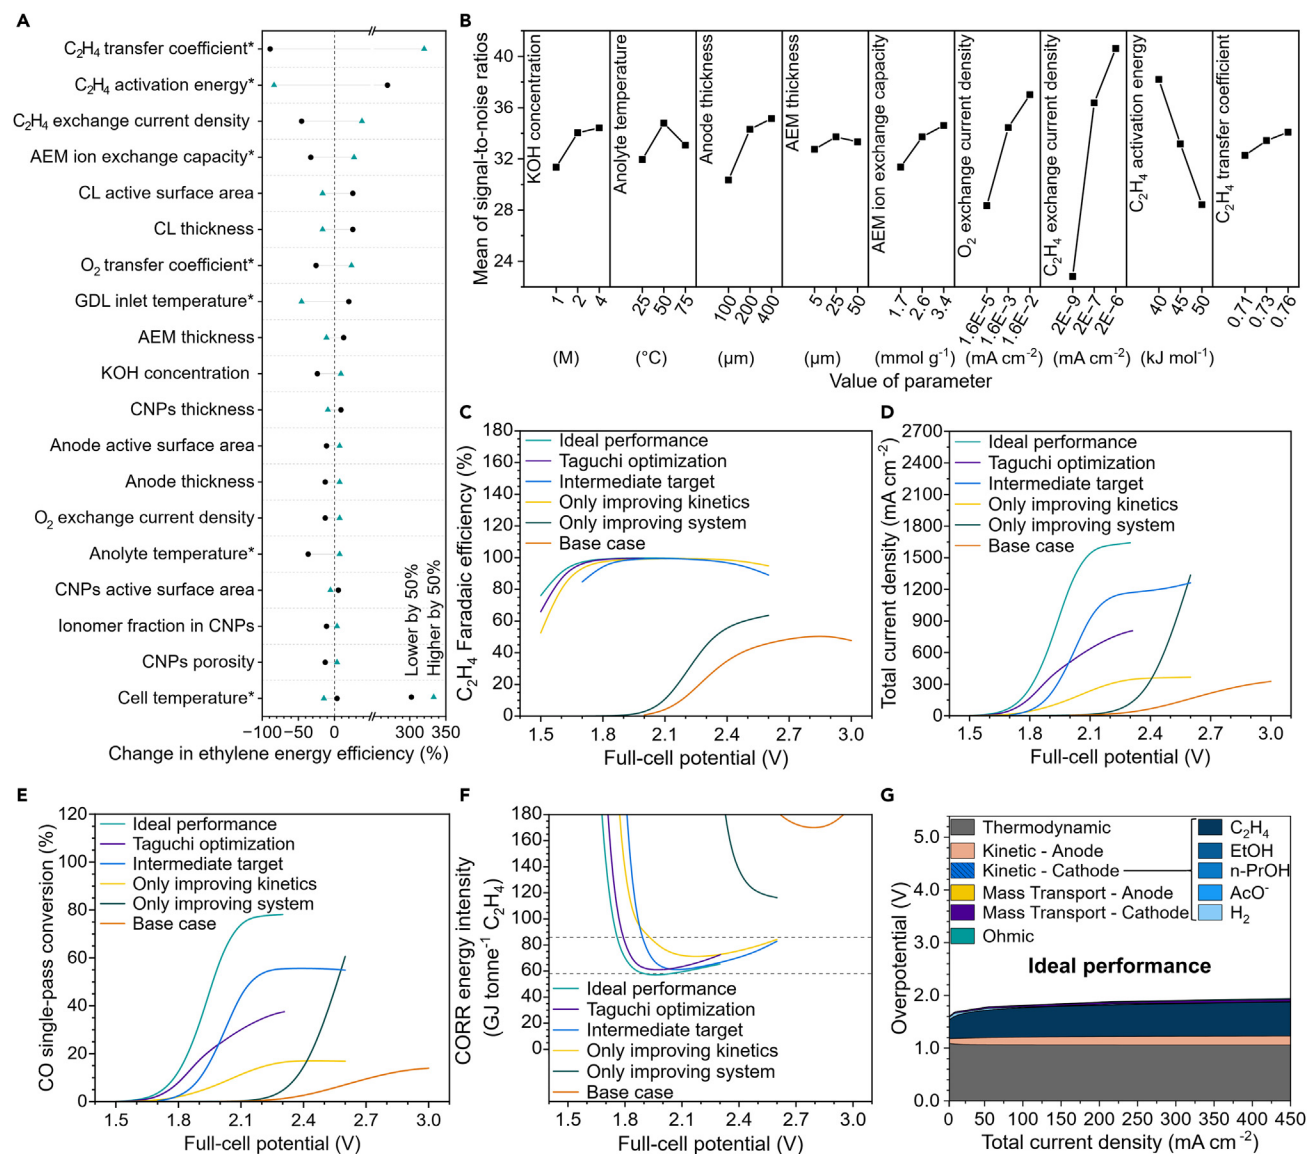 A
C2H4 transfer coefficient*
C2H4 activation energy*
C2H4 exchange current density
AEM ion exchange capacity*
CL active surface area
CL thickness
O2 transfer coefficient*
GDL inlet temperature*
AEM thickness
KOH concentration
CNPs thickness
Anode active surface area
Anode thickness
O2 exchange current density
Anolyte temperature*
CNPs active surface area
Ionomer fraction in CNPs
CNPs porosity
Cell temperature*
Lower by 50%
Higher by 50%
−100 −50 0 300 350
Change in ethylene energy efficiency (%)
B
Mean of signal-to-noise ratios
40
36
32
28
24
KOH concentration
Anolyte temperature
Anode thickness
AEM thickness
AEM ion exchange capacity
O2 exchange current density
C2H4 exchange current density
C2H4 activation energy
C2H4 transfer coefficient
1 2 4
25 50 75
100 200 400
5 25 50
1.7 2.6 3.4
1.6E−5 1.6E−3 1.6E−2
2E−9 2E−7 2E−6
40 45 50
0.71 0.73 0.76
(M) (°C) (µm) (µm) (mmol g-1) (mA cm-2) (mA cm-2) (kJ mol-1)
Value of parameter
C
C2H4 Faradaic efficiency (%)
180
160
140
120
100
80
60
40
20
0
Ideal performance
Taguchi optimization
Intermediate target
Only improving kinetics
Only improving system
Base case
1.5 1.8 2.1 2.4 2.7 3.0
Full-cell potential (V)
D
Total current density (mA cm-2)
2700
2400
2100
1800
1500
1200
900
600
300
0
Ideal performance
Taguchi optimization
Intermediate target
Only improving kinetics
Only improving system
Base case
1.5 1.8 2.1 2.4 2.7 3.0
Full-cell potential (V)
E
CO single-pass conversion (%)
120
100
80
60
40
20
0
Ideal performance
Taguchi optimization
Intermediate target
Only improving kinetics
Only improving system
Base case
1.5 1.8 2.1 2.4 2.7 3.0
Full-cell potential (V)
F
CORR energy intensity
(GJ tonne-1 C2H4)
180
160
140
120
100
80
60
40
20
0
Ideal performance
Taguchi optimization
Intermediate target
Only improving kinetics
Only improving system
Base case
1.5 1.8 2.1 2.4 2.7 3.0
Full-cell potential (V)
G
Overpotential (V)
5.0
4.0
3.0
2.0
1.0
0.0
Thermodynamic
Kinetic - Anode
Kinetic - Cathode
Mass Transport - Anode
Mass Transport - Cathode
Ohmic
C2H4
EtOH
n-PrOH
AcO-
H2
Ideal performance
0 50 100 150 200 250 300 350 400 450
Total current density (mA cm-2)